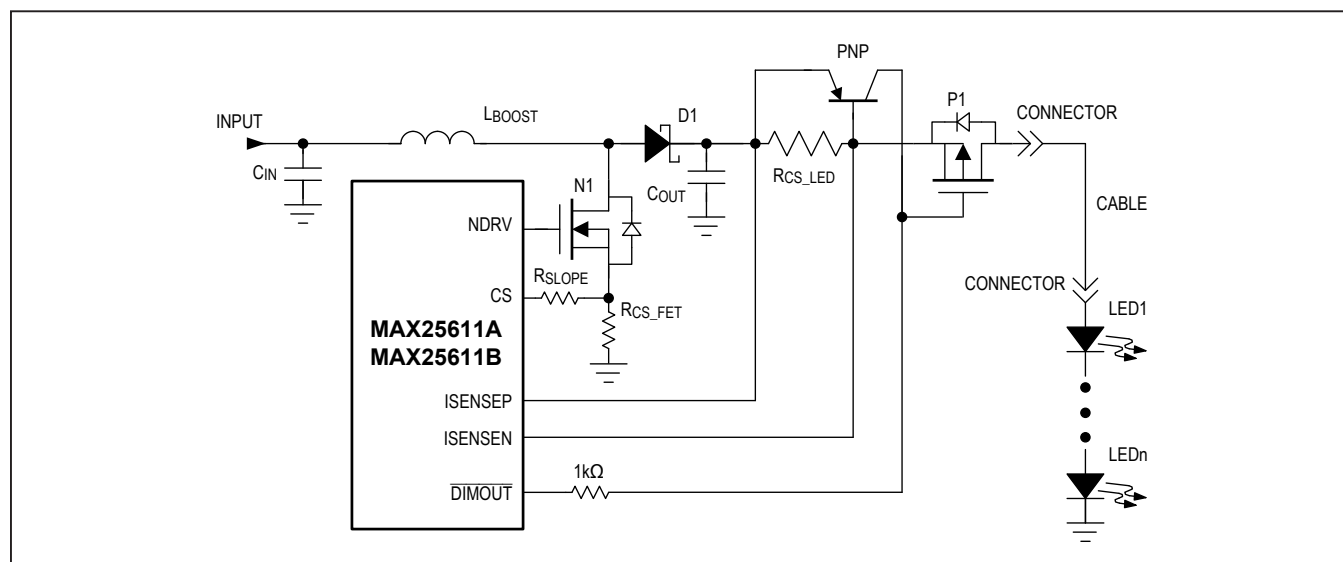 PNP
P1
CONNECTOR
D1
LBOOST
INPUT
CIN
N1
COUT
RCS_LED
CABLE
NDRV
RSLOPE
CONNECTOR
CS
RCS_FET
LED1
MAX25611A
MAX25611B
ISENSEP
ISENSEN
1kΩ
DIMOUT
LEDn